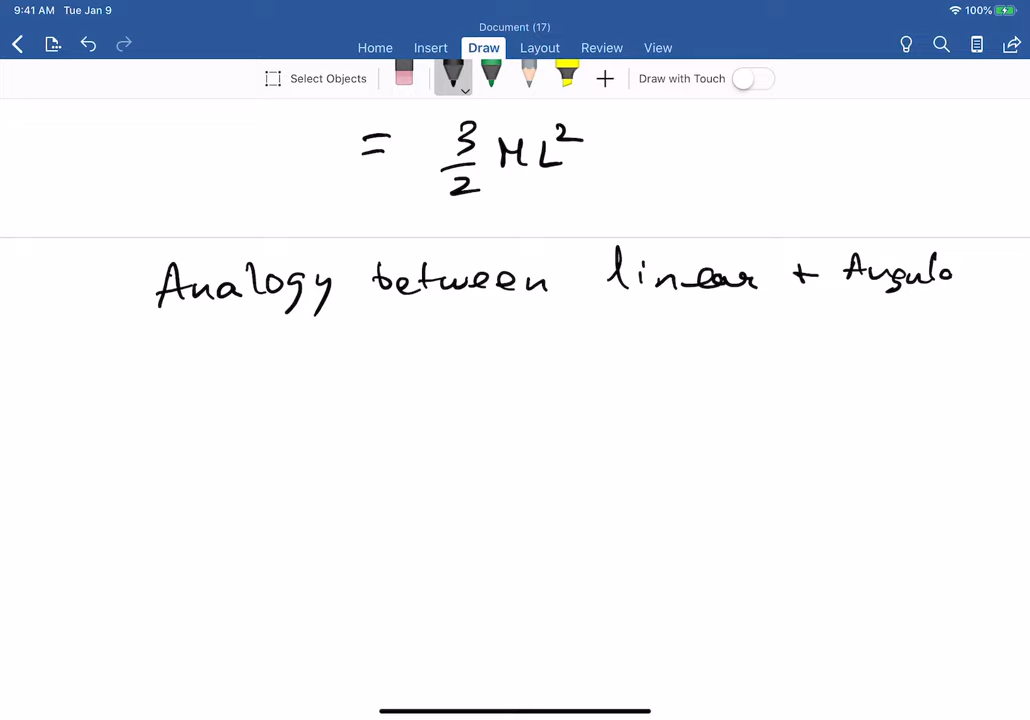 9:41 AM Tue Jan 9
100%
Document (17)
Home Insert Draw Layout Review View
Select Objects
Draw with Touch
= 3/2 ML²
Analogy between linear + Angula